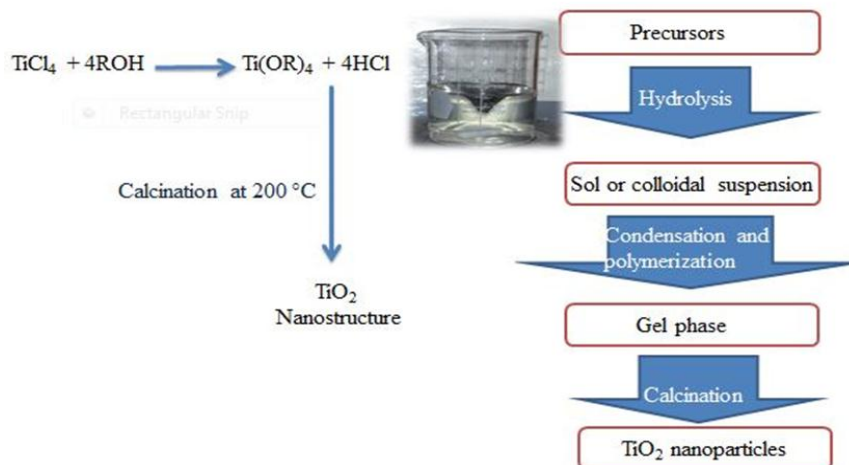 TiCl₄ + 4ROH
Ti(OR)₄ + 4HCl
Rectangular Snip
Calcination at 200 °C
TiO₂
Nanostructure
Precursors
Hydrolysis
Sol or colloidal suspension
Condensation and
polymerization
Gel phase
Calcination
TiO₂ nanoparticles